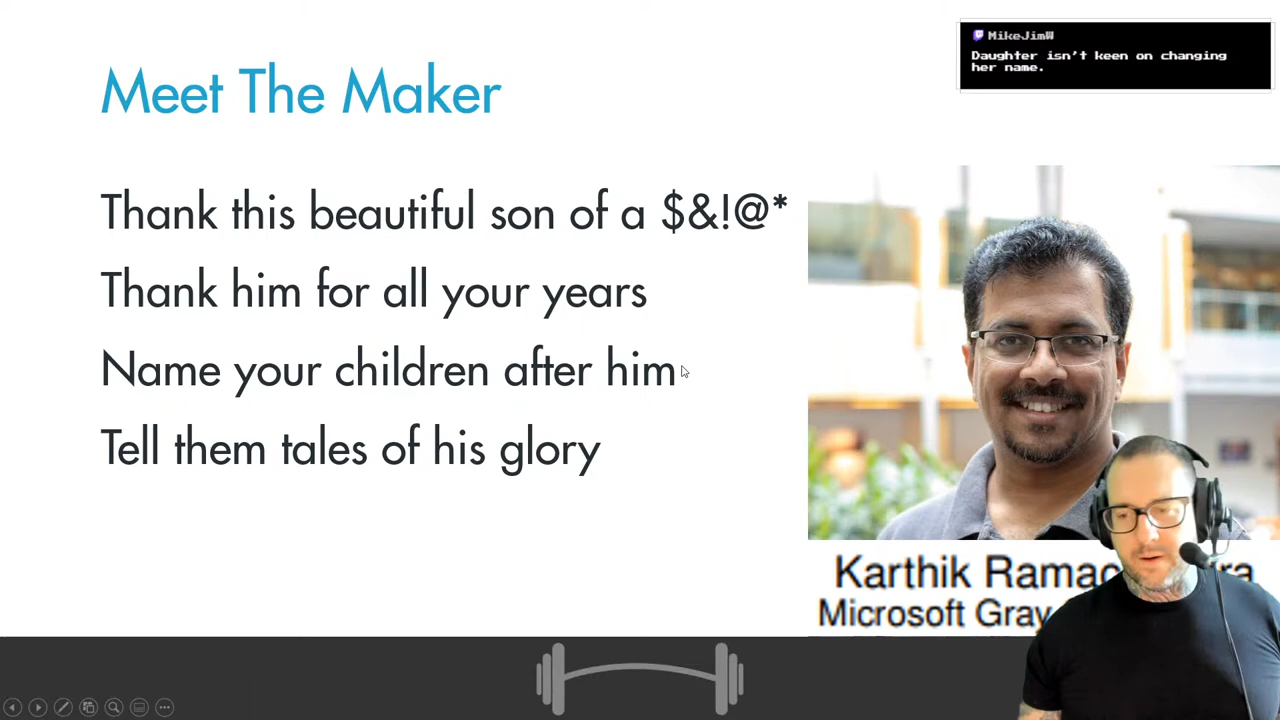 Meet The Maker
MikeJimW
Daughter isn't keen on changing
her name.
Thank this beautiful son of a $&!@*
Thank him for all your years
Name your children after him
Tell them tales of his glory
Karthik
Microsoft Gray